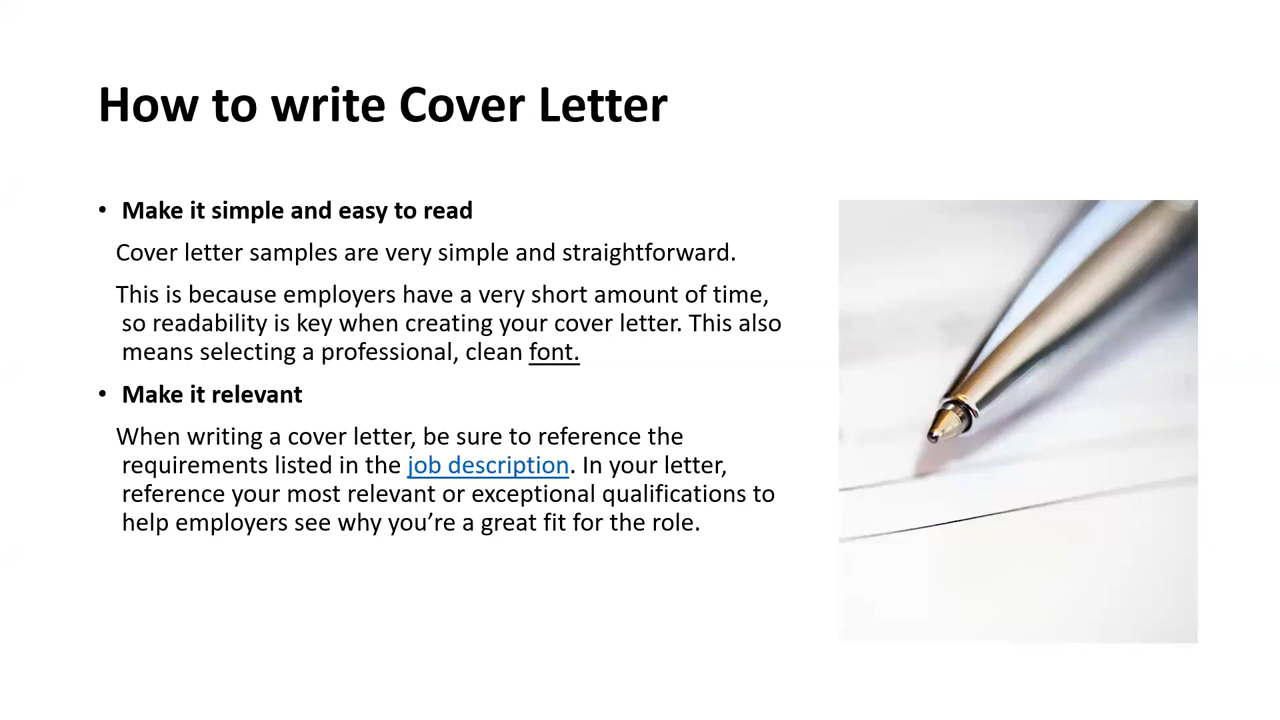 How to write Cover Letter
• Make it simple and easy to read
Cover letter samples are very simple and straightforward.
This is because employers have a very short amount of time,
so readability is key when creating your cover letter. This also
means selecting a professional, clean font.
• Make it relevant
When writing a cover letter, be sure to reference the
requirements listed in the job description. In your letter,
reference your most relevant or exceptional qualifications to
help employers see why you’re a great fit for the role.